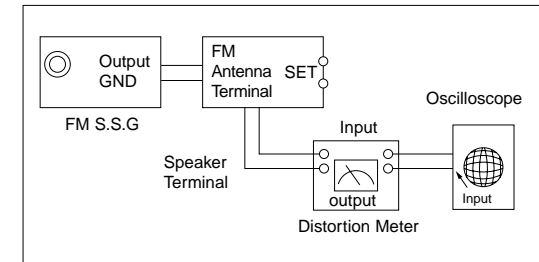 Output
GND
FM S.S.G
FM
Antenna
Terminal
SET
Speaker
Terminal
Input
output
Distortion Meter
Oscilloscope
Input